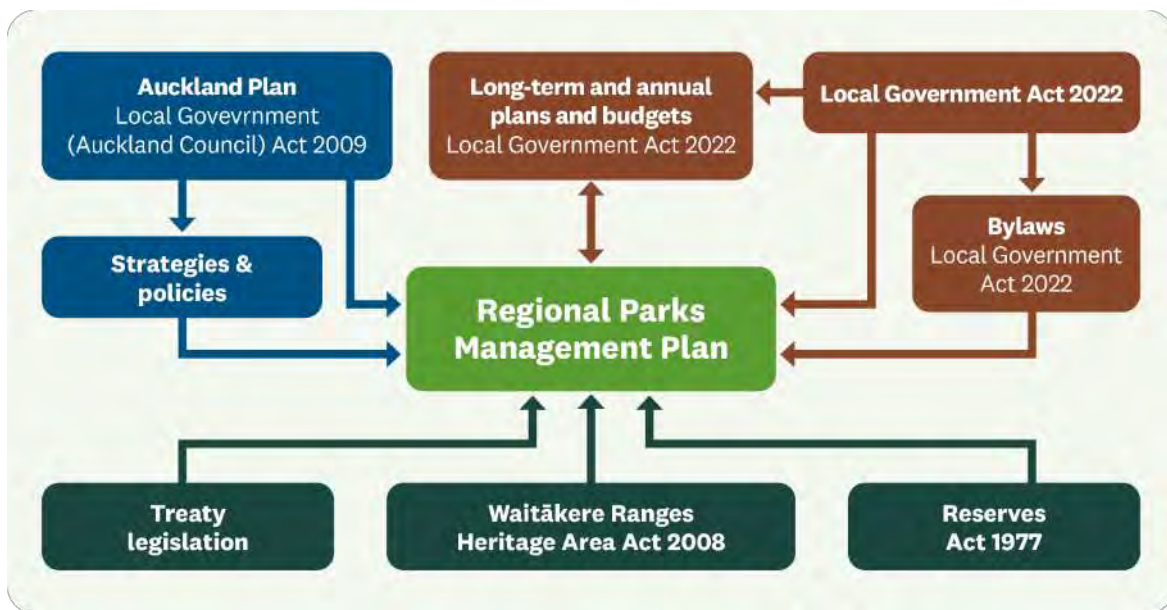 Auckland Plan
Local Govevrnment
(Auckland Council) Act 2009
Long-term and annual
plans and budgets
Local Government Act 2022
Local Government Act 2022
Strategies &
policies
Bylaws
Local Government
Act 2022
Regional Parks
Management Plan
Treaty
legislation
Waitākere Ranges
Heritage Area Act 2008
Reserves
Act 1977